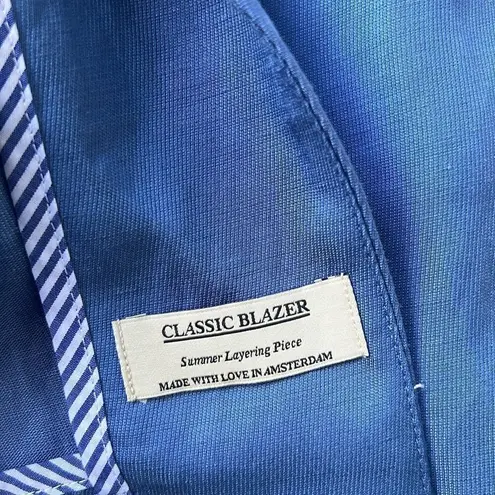 CLASSIC BLAZER
Summer Layering Piece
MADE WITH LOVE IN AMSTERDAM